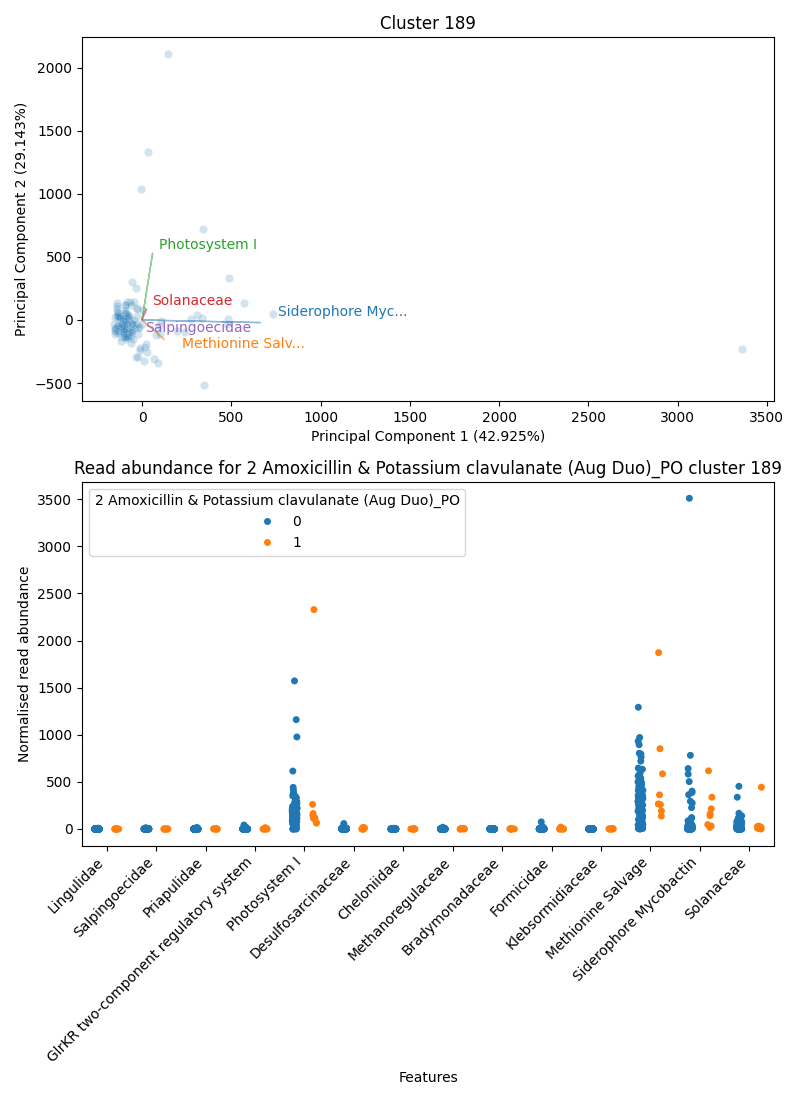 Cluster 189
Principal Component 2 (29.143%)
2000
1500
1000
500
0
−500
Photosystem I
Solanaceae
Siderophore Myc...
Salpingoecidae
Methionine Salv...
0 500 1000 1500 2000 2500 3000 3500
Principal Component 1 (42.925%)
Read abundance for 2 Amoxicillin & Potassium clavulanate (Aug Duo)_PO cluster 189
Normalised read abundance
3500
3000
2500
2000
1500
1000
500
0
2 Amoxicillin & Potassium clavulanate (Aug Duo)_PO
0
1
Lingulidae
Salpingoecidae
Priapulidae
GlrKR two-component regulatory system
Photosystem I
Desulfosarcinaceae
Cheloniidae
Methanoregulaceae
Bradymonadaceae
Formicidae
Klebsormidiaceae
Methionine Salvage
Siderophore Mycobactin
Solanaceae
Features